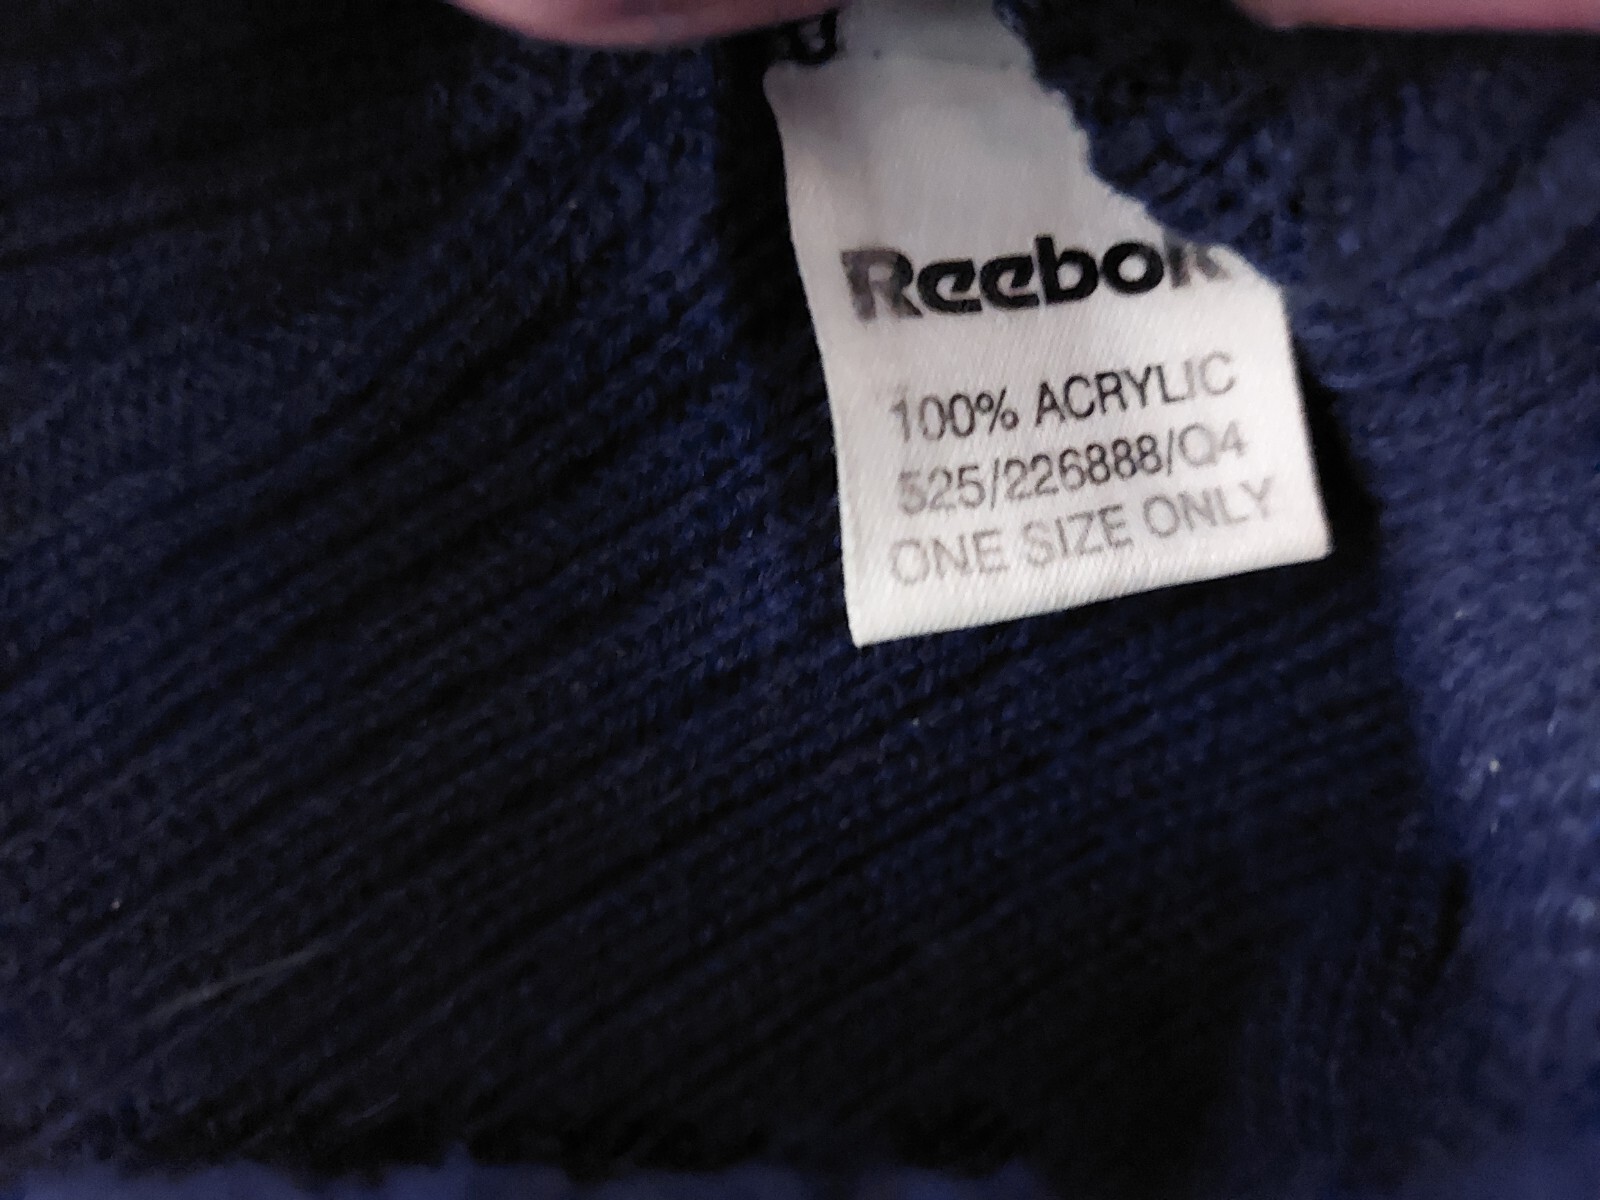 Reebok
100% ACRYLIC
525/226888/Q4
ONE SIZE ONLY